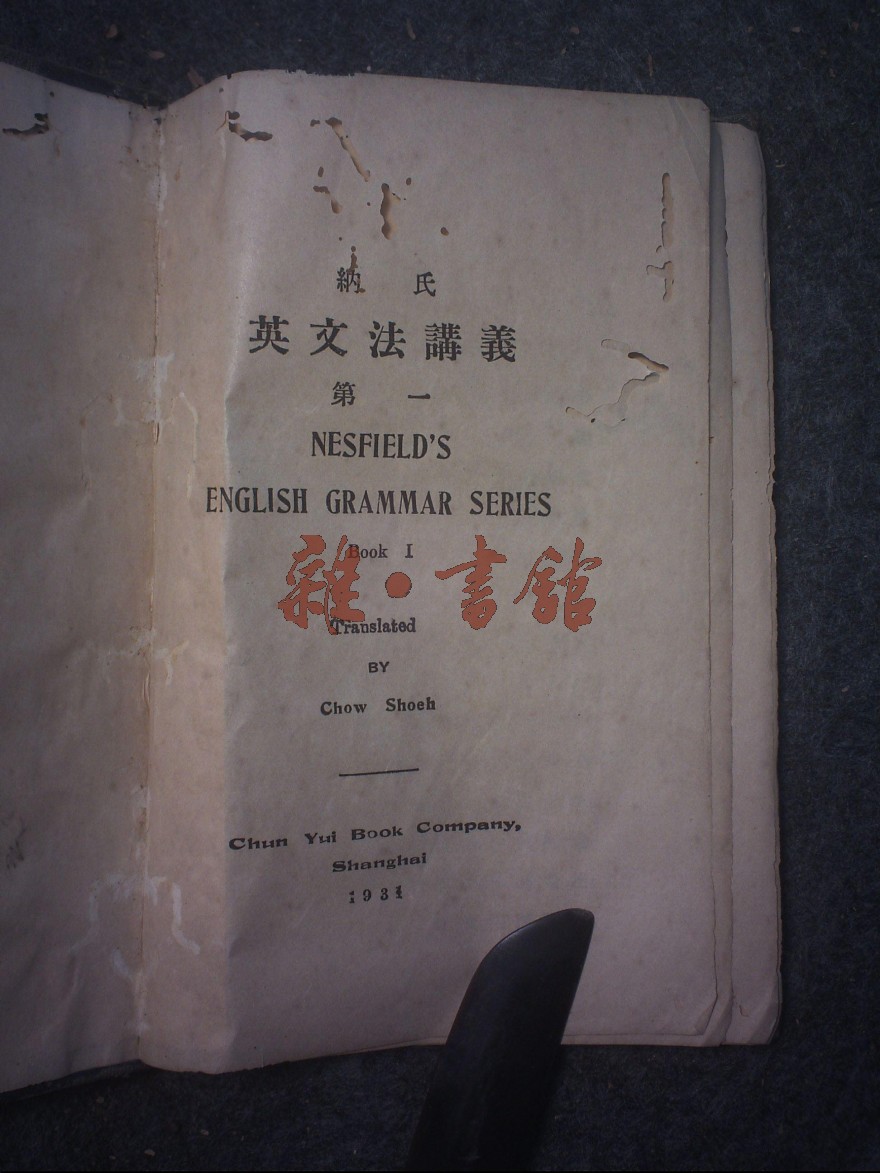 納氏
英文法講義
第一
NESFIELD'S
ENGLISH GRAMMAR SERIES
Book I
雜·書館
Translated
BY
Chow Shoeh
Chun Yui Book Company,
Shanghai
1931